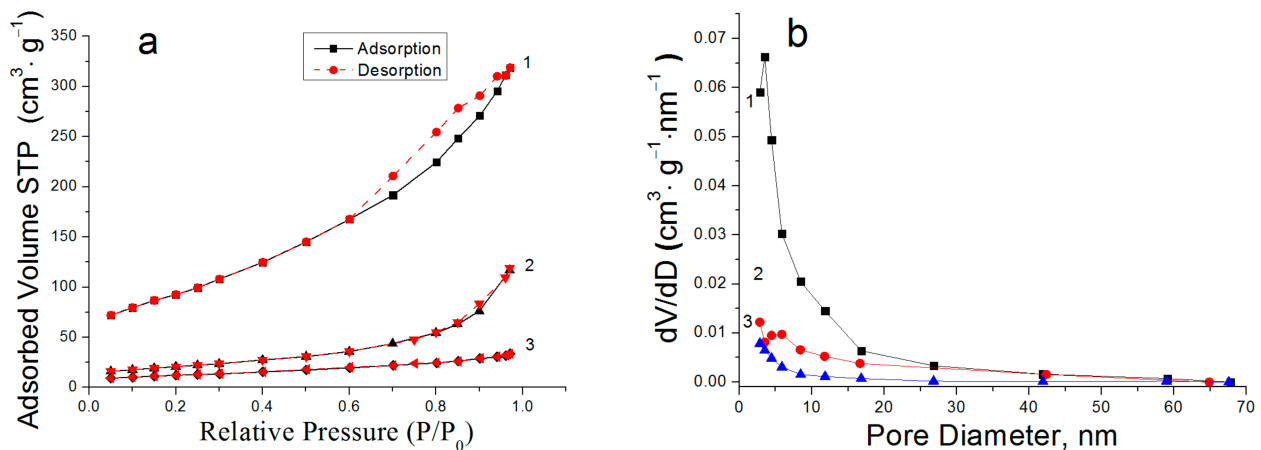 a
Adsorption
Desorption
1
2
3
350
300
250
200
150
100
50
0
0.0 0.2 0.4 0.6 0.8 1.0
Adsorbed Volume STP (cm³· g⁻¹)
Relative Pressure (P/P₀)
b
1
2
3
0.07
0.06
0.05
0.04
0.03
0.02
0.01
0.00
0 10 20 30 40 50 60 70
dV/dD (cm³· g⁻¹·nm⁻¹)
Pore Diameter, nm